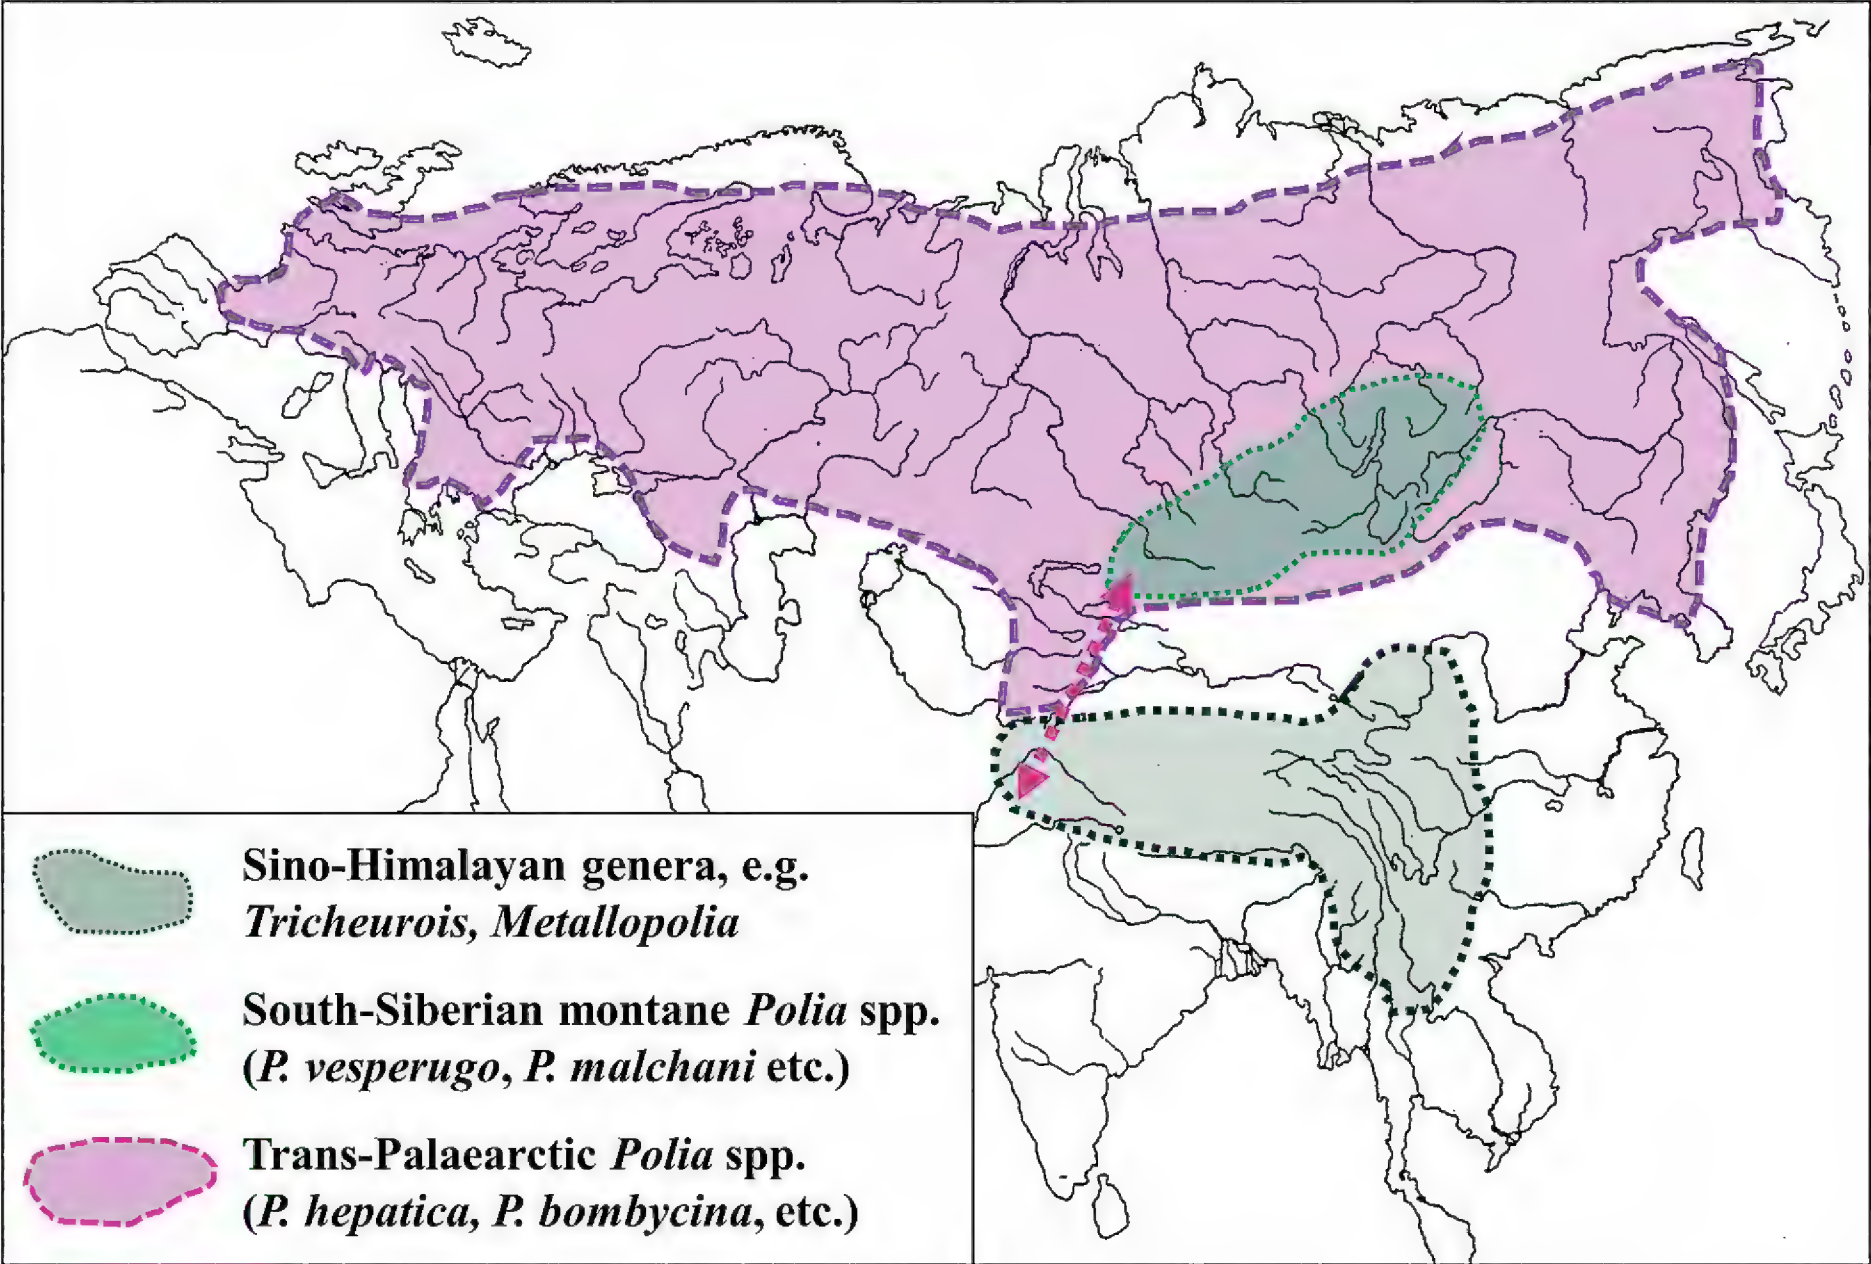 Sino-Himalayan genera, e.g.
Tricheurois, Metallopolia
South-Siberian montane Polia spp.
(P. vesperugo, P. malchani etc.)
Trans-Palaearctic Polia spp.
(P. hepatica, P. bombycina, etc.)